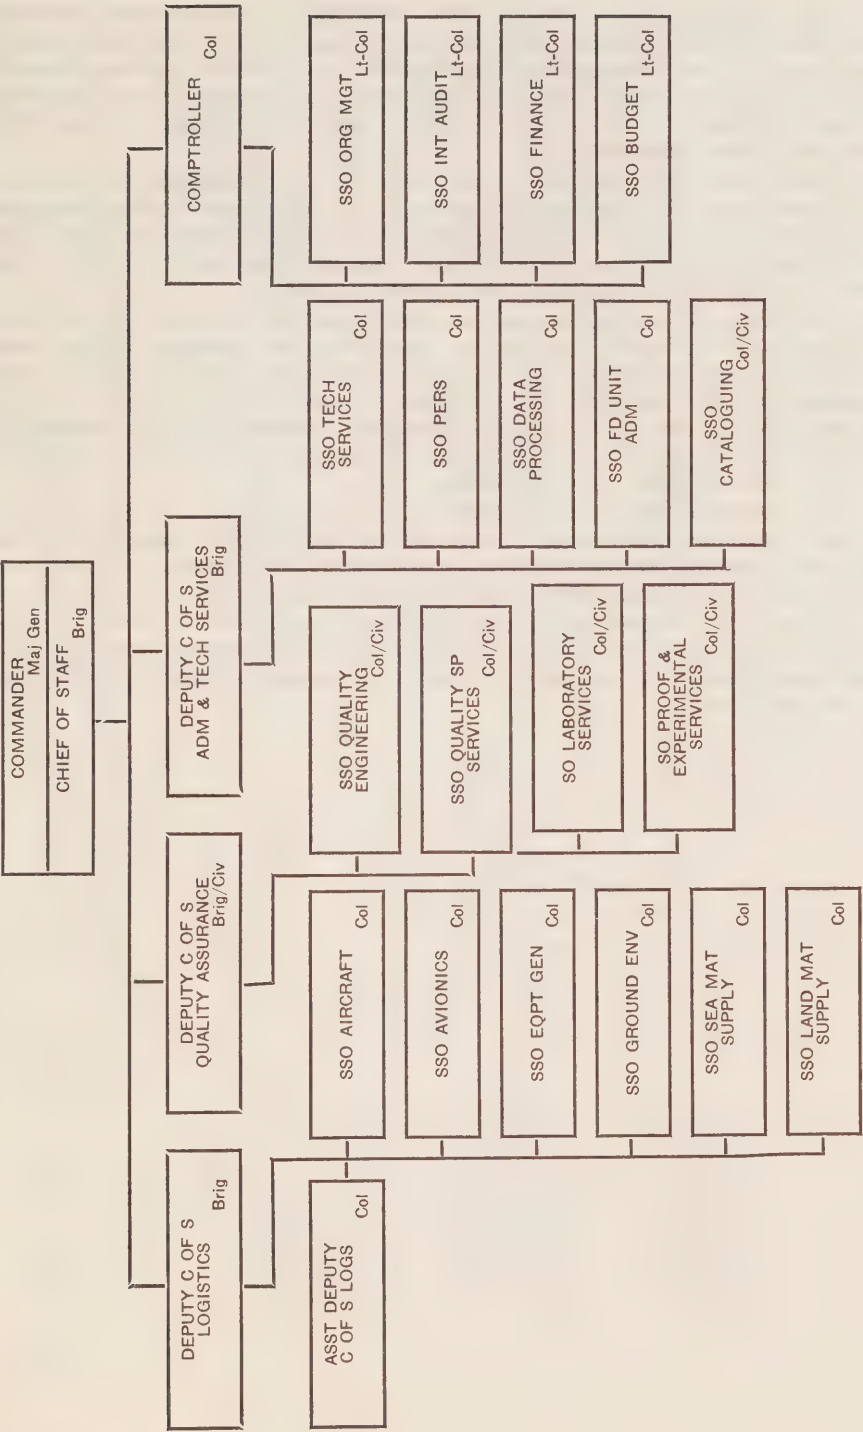 COMMANDER
Maj Gen
CHIEF OF STAFF
Brig
DEPUTY C OF S
LOGISTICS
Brig
DEPUTY C OF S
QUALITY ASSURANCE
Brig/Civ
DEPUTY C OF S
ADM & TECH SERVICES
Brig
COMPTROLLER
Col
ASST DEPUTY
C OF S LOGS
Col
SSO AIRCRAFT
Col
SSO AVIONICS
Col
SSO EQPT GEN
Col
SSO GROUND ENV
Col
SSO SEA MAT
SUPPLY
Col
SSO LAND MAT
SUPPLY
Col
SSO QUALITY
ENGINEERING
Col/Civ
SSO QUALITY SP
SERVICES
Col/Civ
SO LABORATORY
SERVICES
Col/Civ
SO PROOF &
EXPERIMENTAL
SERVICES
Col/Civ
SSO TECH
SERVICES
Col
SSO PERS
Col
SSO DATA
PROCESSING
Col
SSO FD UNIT
ADM
Col
SSO
CATALOGUING
Col/Civ
SSO ORG MGT
Lt-Col
SSO INT AUDIT
Lt-Col
SSO FINANCE
Lt-Col
SSO BUDGET
Lt-Col